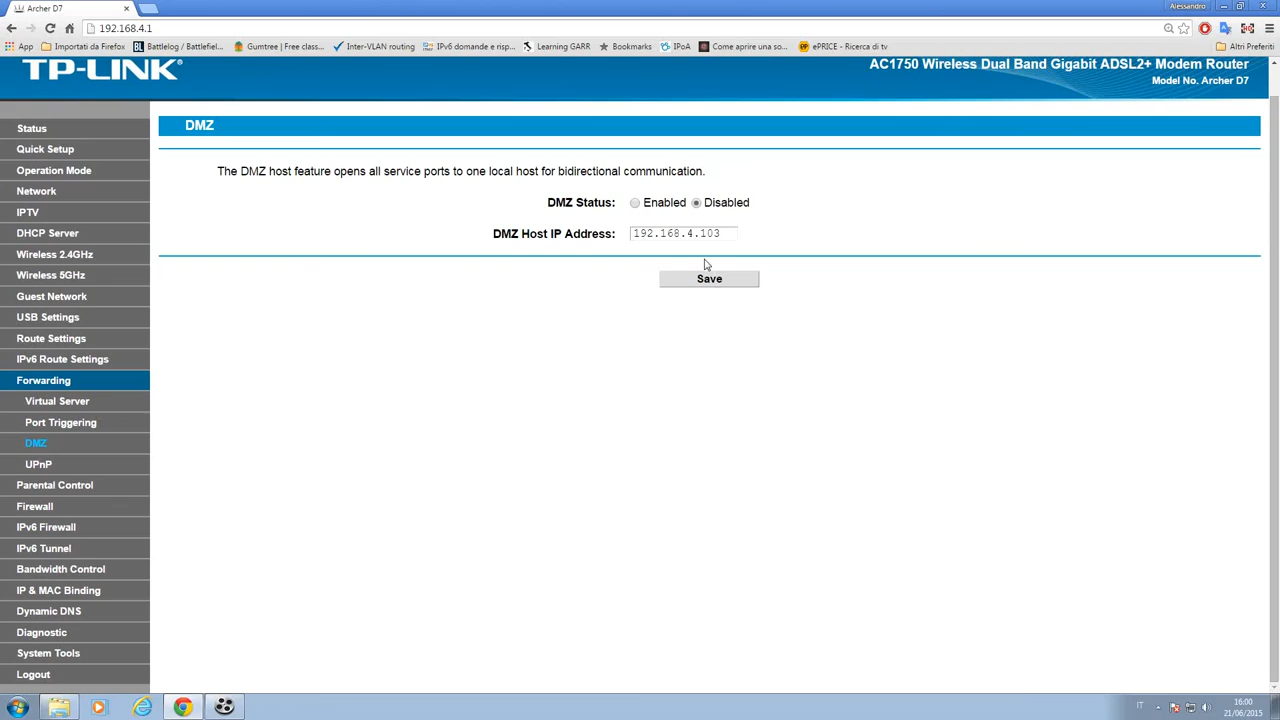 Archer D7
Alessandro
192.168.4.1
App
Importati da Firefox
Battlelog / Battlefiel...
Gumtree | Free class...
Inter-VLAN routing
IPv6 domande e risp...
Learning GARR
Bookmarks
IPoA
Come aprire una so...
ePRICE - Ricerca di tv
Altri Preferiti
TP-LINK
AC1750 Wireless Dual Band Gigabit ADSL2+ Modem Router
Model No. Archer D7
Status
Quick Setup
Operation Mode
Network
IPTV
DHCP Server
Wireless 2.4GHz
Wireless 5GHz
Guest Network
USB Settings
Route Settings
IPv6 Route Settings
Forwarding
Virtual Server
Port Triggering
DMZ
UPnP
Parental Control
Firewall
IPv6 Firewall
IPv6 Tunnel
Bandwidth Control
IP & MAC Binding
Dynamic DNS
Diagnostic
System Tools
Logout
DMZ
The DMZ host feature opens all service ports to one local host for bidirectional communication.
DMZ Status: Enabled Disabled
DMZ Host IP Address: 192.168.4.103
Save
IT
16:00
21/06/2015